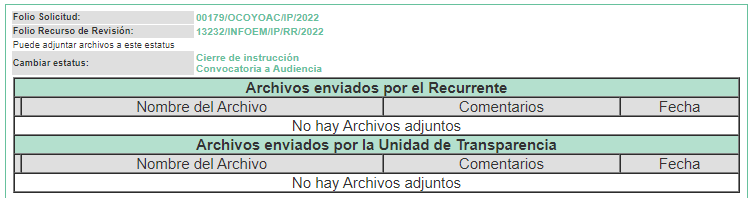 Folio Solicitud: 00179/OCOYOAC/IP/2022
Folio Recurso de Revisión: 13232/INFOEM/IP/RR/2022
Puede adjuntar archivos a este estatus
Cambiar estatus: Cierre de instrucción
Convocatoria a Audiencia
Archivos enviados por el Recurrente
Nombre del Archivo Comentarios Fecha
No hay Archivos adjuntos
Archivos enviados por la Unidad de Transparencia
Nombre del Archivo Comentarios Fecha
No hay Archivos adjuntos